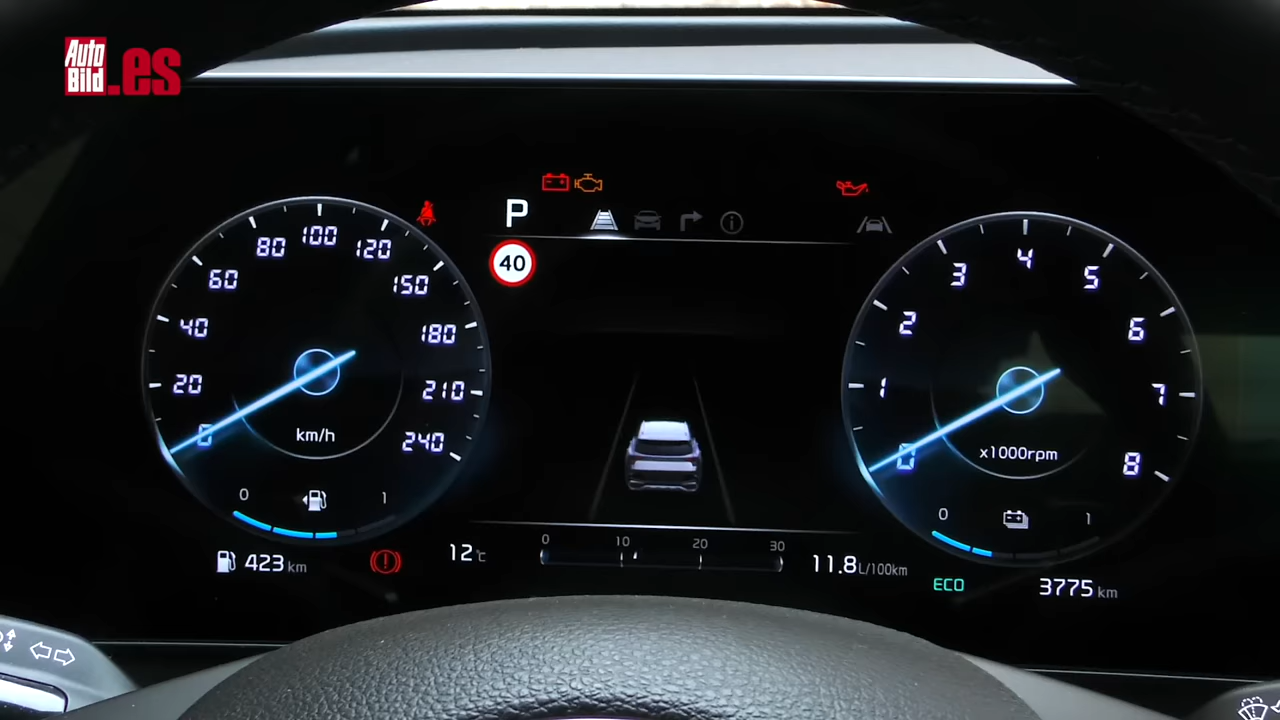 Auto
Bild
.es
P
40
0
20
40
60
80
100
120
150
180
210
240
km/h
0 1
423 km
12°c
0 10 20 30
11.8L/100km
0
1
2
3
4
5
6
7
8
x1000rpm
0 1
ECO
3775 km